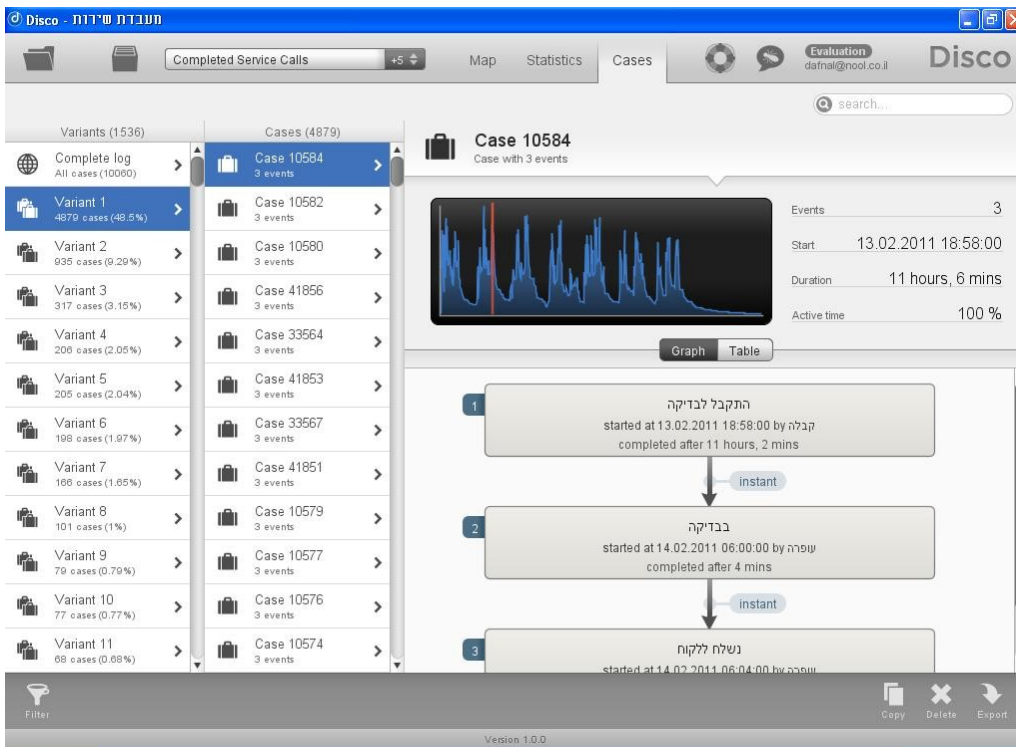 Disco - מעבדת שירות
Completed Service Calls
+5
Map
Statistics
Cases
Evaluation
dafnal@nool.co.il
Disco
search...
Variants (1536)
Complete log
All cases (10060)
Variant 1
4879 cases (48.5%)
Variant 2
935 cases (9.29%)
Variant 3
317 cases (3.15%)
Variant 4
206 cases (2.05%)
Variant 5
205 cases (2.04%)
Variant 6
198 cases (1.97%)
Variant 7
166 cases (1.65%)
Variant 8
101 cases (1%)
Variant 9
79 cases (0.79%)
Variant 10
77 cases (0.77%)
Variant 11
68 cases (0.68%)
Cases (4879)
Case 10584
3 events
Case 10582
3 events
Case 10580
3 events
Case 41856
3 events
Case 33564
3 events
Case 41853
3 events
Case 33567
3 events
Case 41851
3 events
Case 10579
3 events
Case 10577
3 events
Case 10576
3 events
Case 10574
3 events
Case 10584
Case with 3 events
Events 3
Start 13.02.2011 18:58:00
Duration 11 hours, 6 mins
Active time 100 %
Graph
Table
1
התקבל לבדיקה
started at 13.02.2011 18:58:00 by קבלה
completed after 11 hours, 2 mins
instant
2
בבדיקה
started at 14.02.2011 06:00:00 by עופרה
completed after 4 mins
instant
3
נשלח ללקוח
started at 14.02.2011 06:04:00 by עופרה
Filter
Copy
Delete
Export
Version 1.0.0